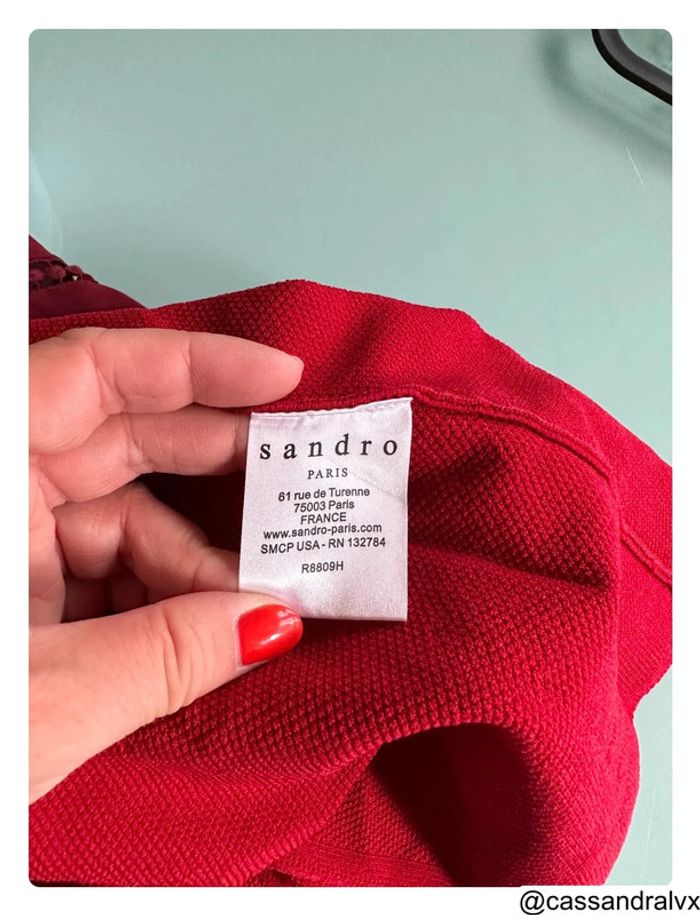 sandro
PARIS
61 rue de Turenne
75003 Paris
FRANCE
www.sandro-paris.com
SMCP USA - RN 132784
R8809H
@cassandralvx